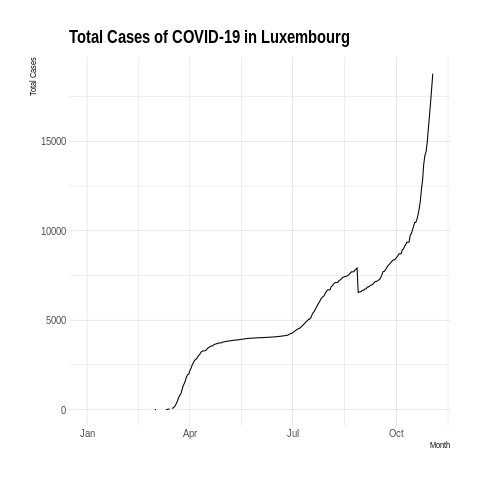 Total Cases of COVID-19 in Luxembourg
Total Cases
15000
10000
5000
0
Jan Apr Jul Oct
Month